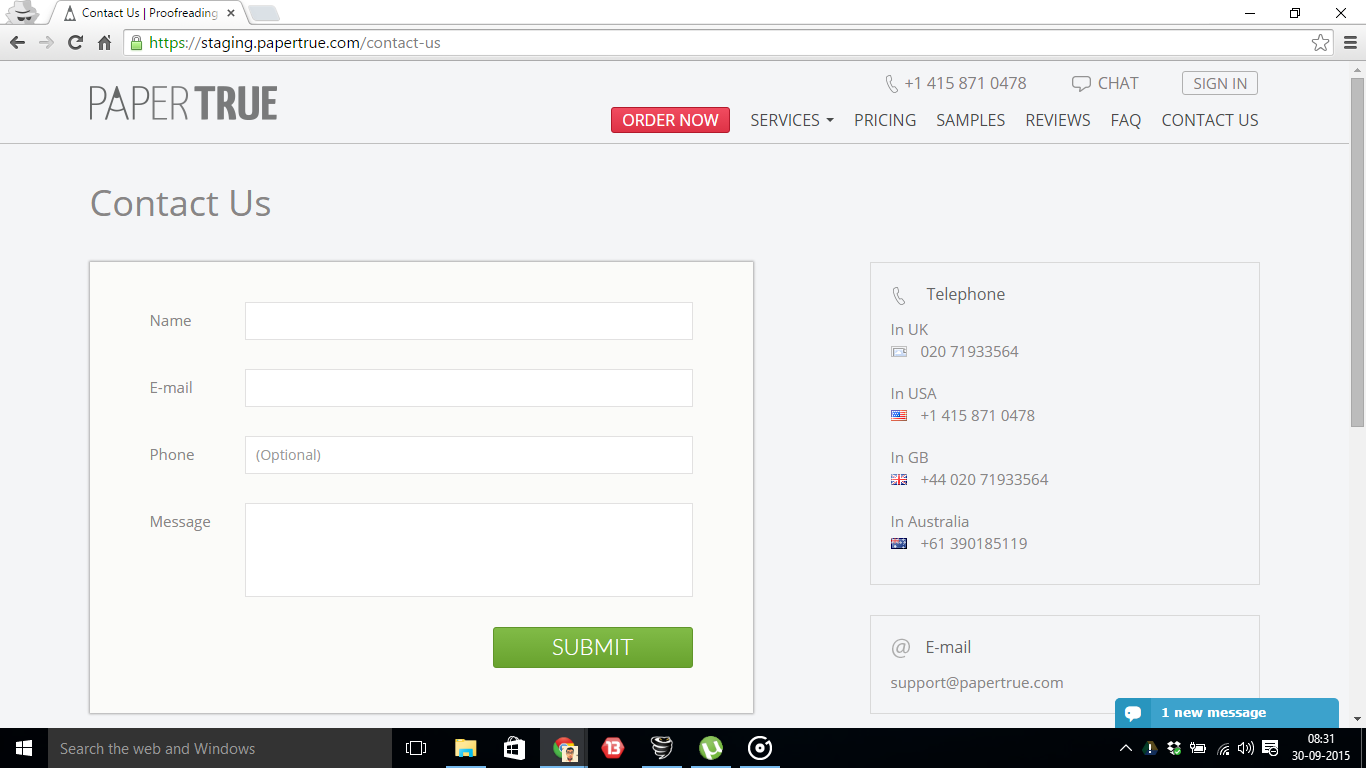 Contact Us | Proofreading
https://staging.papertrue.com/contact-us
PAPER TRUE
+1 415 871 0478
CHAT
SIGN IN
ORDER NOW
SERVICES
PRICING
SAMPLES
REVIEWS
FAQ
CONTACT US
Contact Us
Name
E-mail
Phone
(Optional)
Message
SUBMIT
Telephone
In UK
020 71933564
In USA
+1 415 871 0478
In GB
+44 020 71933564
In Australia
+61 390185119
@ E-mail
support@papertrue.com
1 new message
Search the web and Windows
13
08:31
30-09-2015